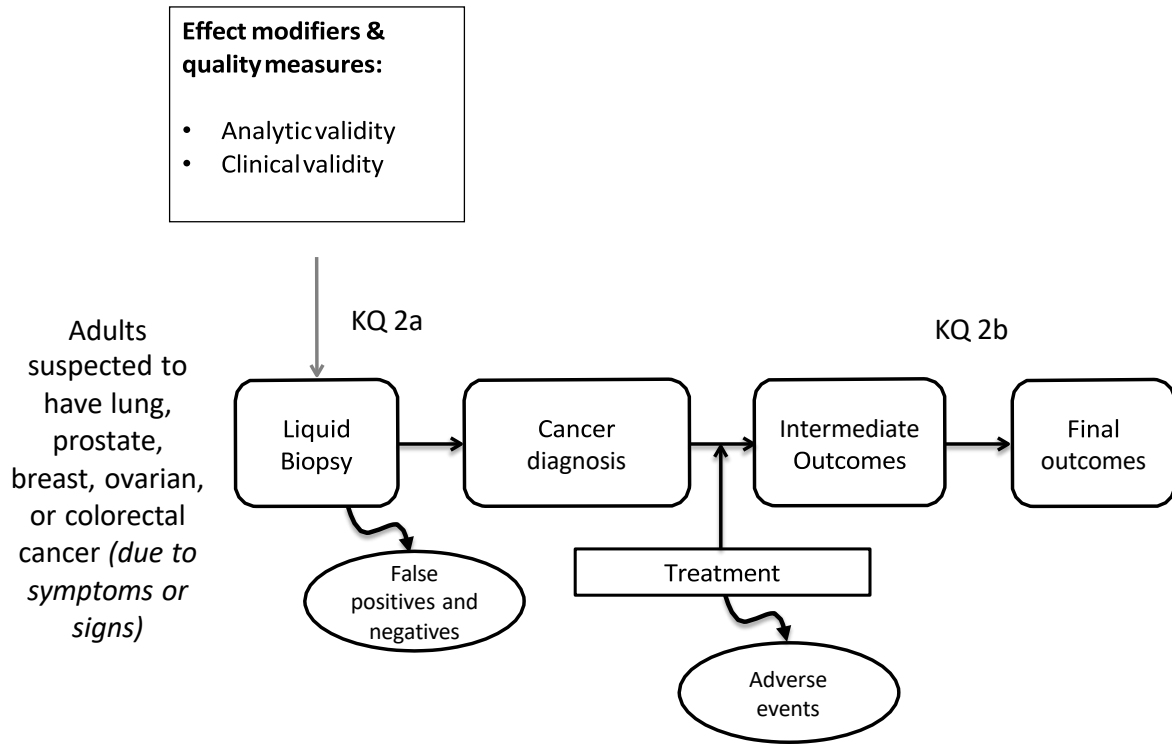 Effect modifiers &
quality measures:
• Analytic validity
• Clinical validity
KQ 2a
KQ 2b
Adults
suspected to
have lung,
prostate,
breast, ovarian,
or colorectal
cancer (due to
symptoms or
signs)
Liquid
Biopsy
Cancer
diagnosis
Intermediate
Outcomes
Final
outcomes
False
positives and
negatives
Treatment
Adverse
events